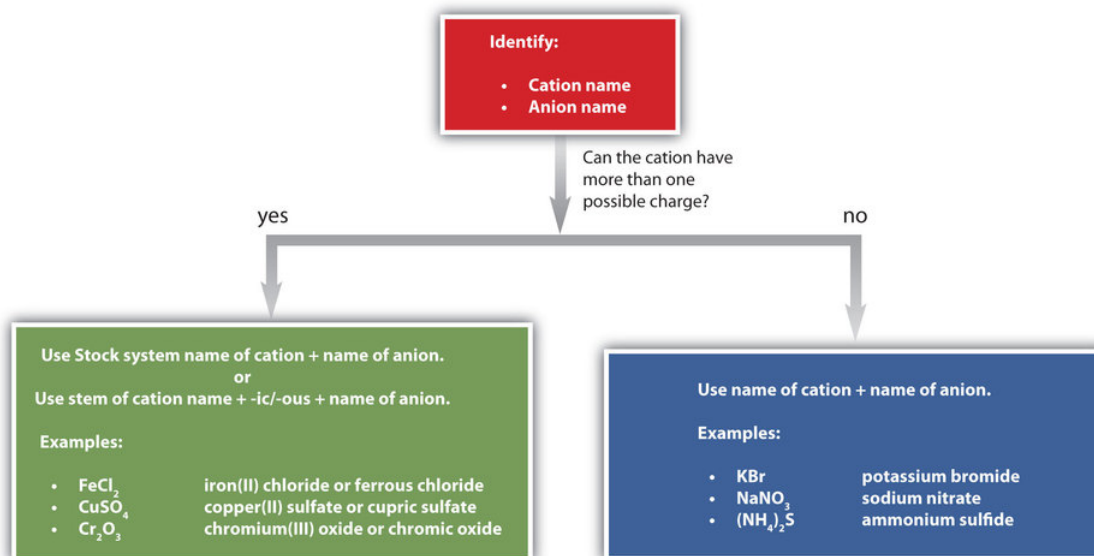 Identify:
• Cation name
• Anion name
Can the cation have
more than one
possible charge?
yes
no
Use Stock system name of cation + name of anion.
or
Use stem of cation name + -ic/-ous + name of anion.
Examples:
• FeCl₂ iron(II) chloride or ferrous chloride
• CuSO₄ copper(II) sulfate or cupric sulfate
• Cr₂O₃ chromium(III) oxide or chromic oxide
Use name of cation + name of anion.
Examples:
• KBr potassium bromide
• NaNO₃ sodium nitrate
• (NH₄)₂S ammonium sulfide